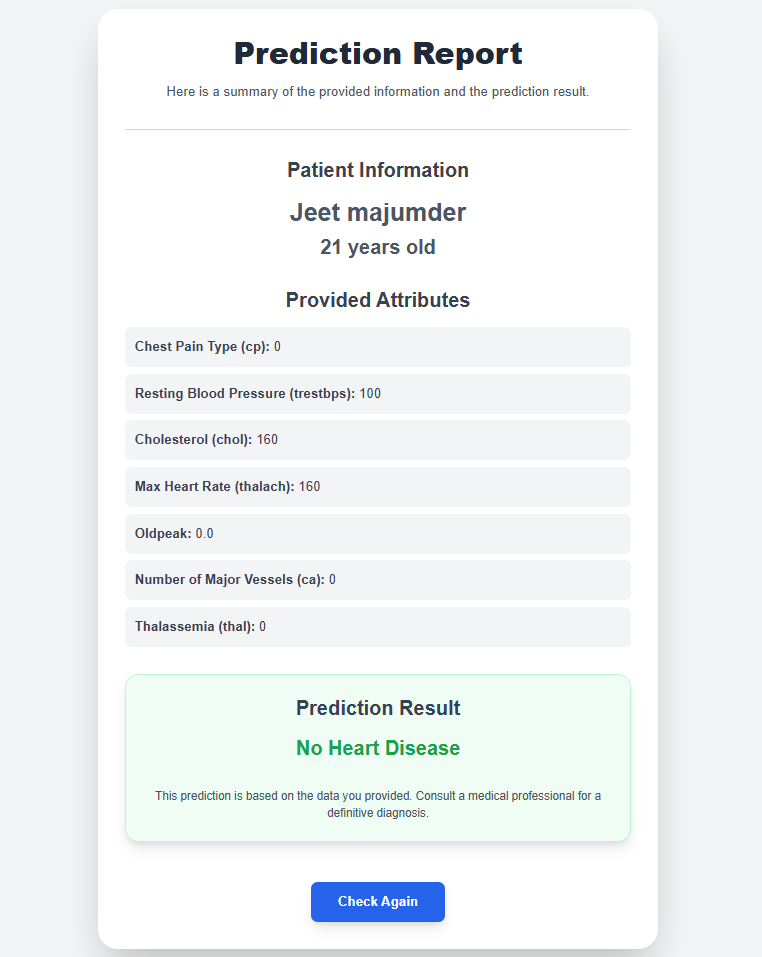 Prediction Report
Here is a summary of the provided information and the prediction result.
Patient Information
Jeet majumder
21 years old
Provided Attributes
Chest Pain Type (cp): 0
Resting Blood Pressure (trestbps): 100
Cholesterol (chol): 160
Max Heart Rate (thalach): 160
Oldpeak: 0.0
Number of Major Vessels (ca): 0
Thalassemia (thal): 0
Prediction Result
No Heart Disease
This prediction is based on the data you provided. Consult a medical professional for a
definitive diagnosis.
Check Again